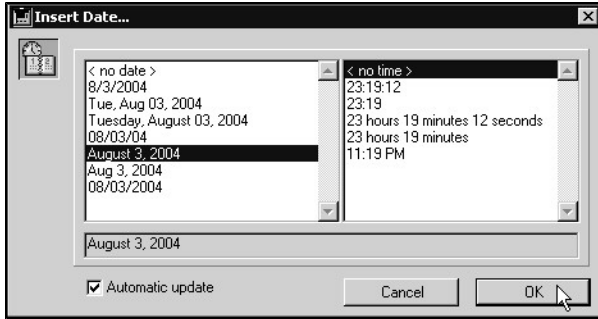 Insert Date...
< no date >
8/3/2004
Tue, Aug 03, 2004
Tuesday, August 03, 2004
08/03/04
August 3, 2004
Aug 3, 2004
08/03/2004
< no time >
23:19:12
23:19
23 hours 19 minutes 12 seconds
23 hours 19 minutes
11:19 PM
August 3, 2004
Automatic update
Cancel
OK